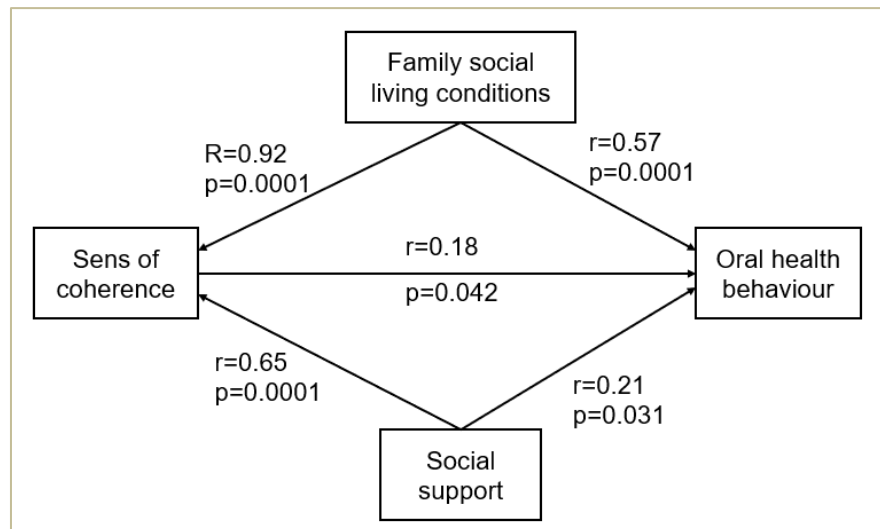 Family social
living conditions
R=0.92
p=0.0001
r=0.57
p=0.0001
Sens of
coherence
r=0.18
p=0.042
Oral health
behaviour
r=0.65
p=0.0001
r=0.21
p=0.031
Social
support